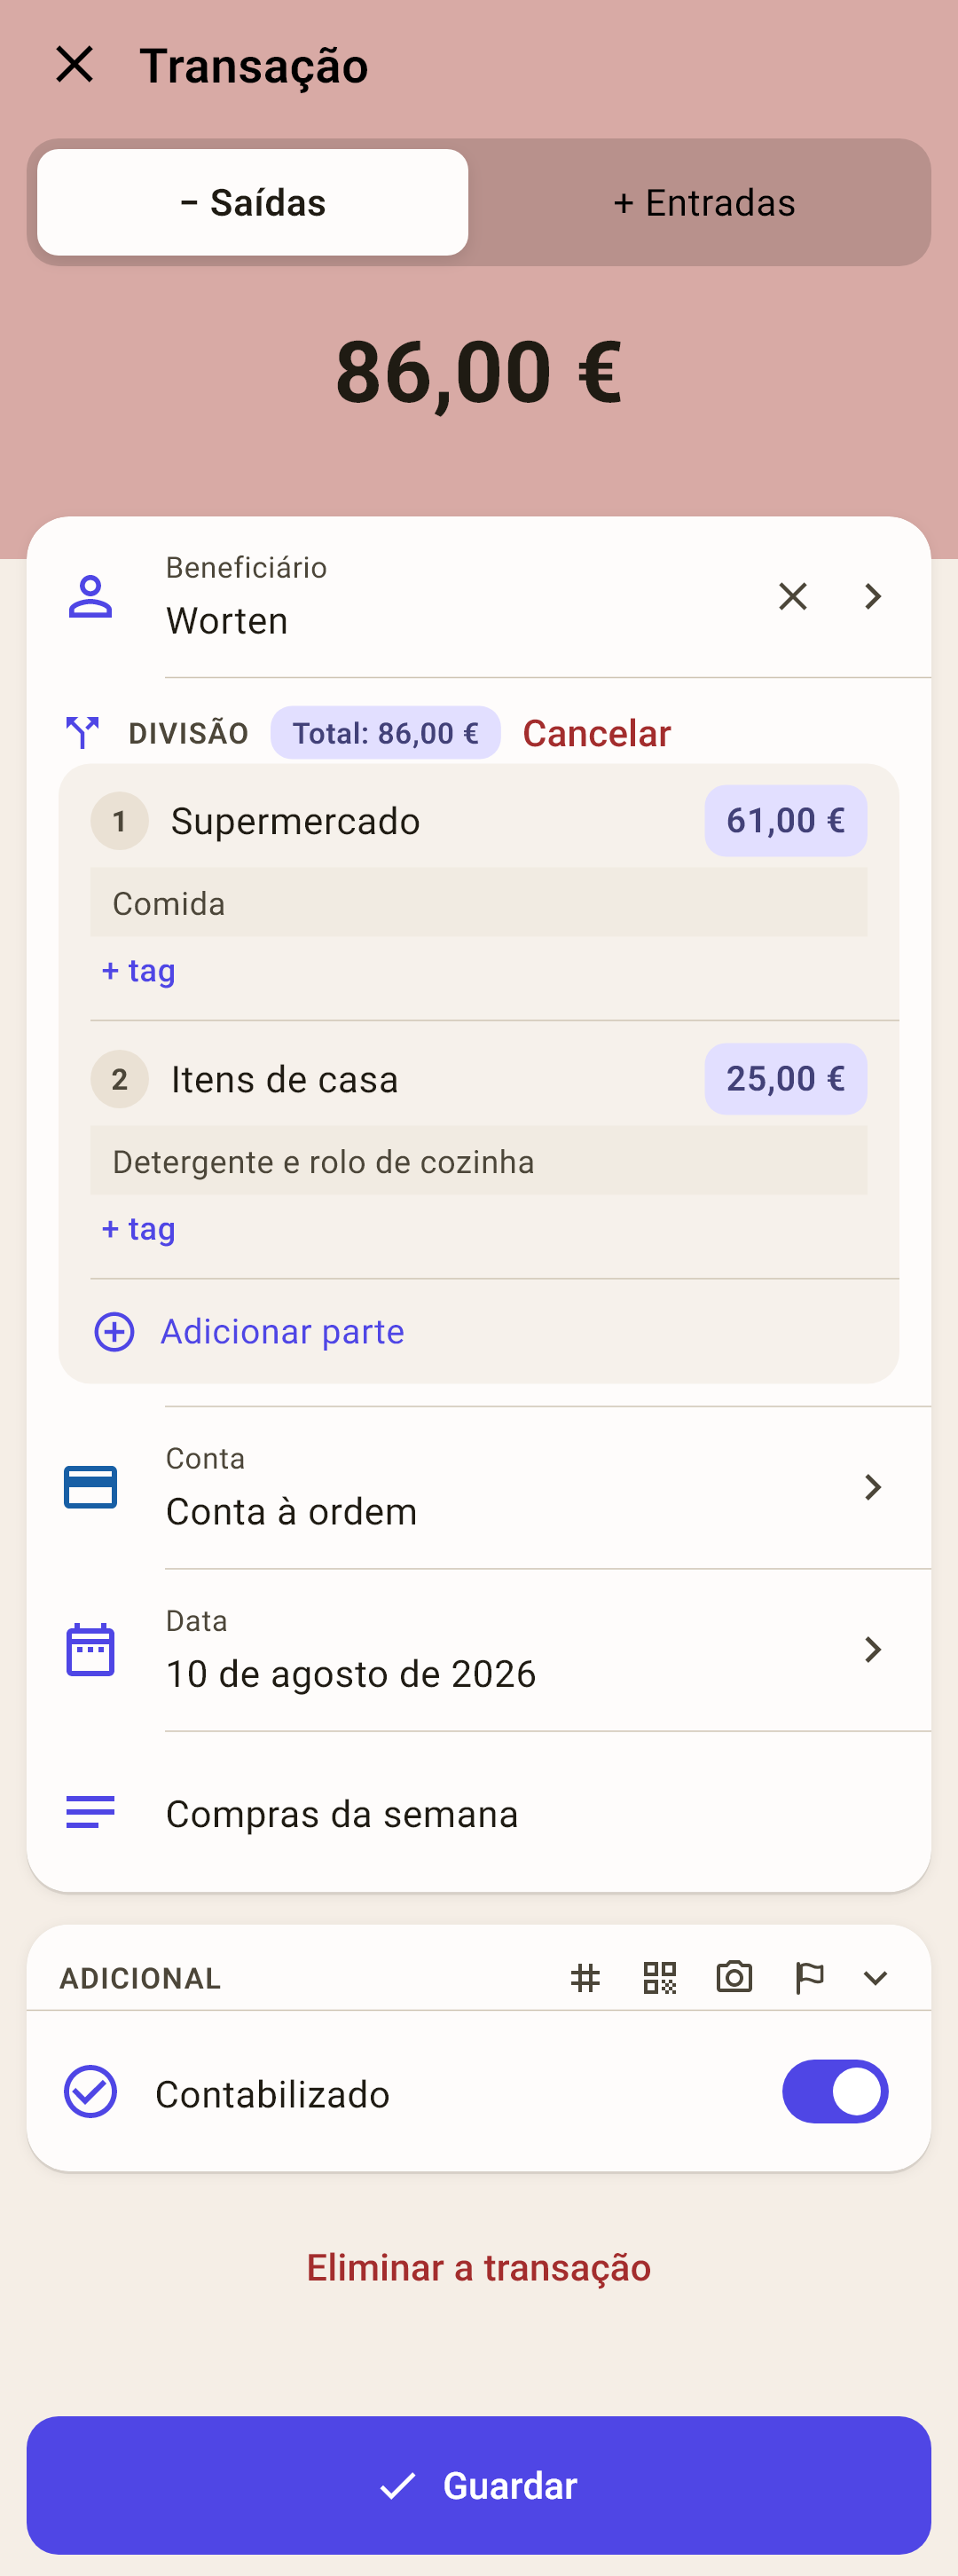 Transação
− Saídas
+ Entradas
86,00 €
Beneficiário
Worten
DIVISÃO Total: 86,00 € Cancelar
1 Supermercado 61,00 €
Comida
+ tag
2 Itens de casa 25,00 €
Detergente e rolo de cozinha
+ tag
Adicionar parte
Conta
Conta à ordem
Data
10 de agosto de 2026
Compras da semana
ADICIONAL
Contabilizado
Eliminar a transação
Guardar